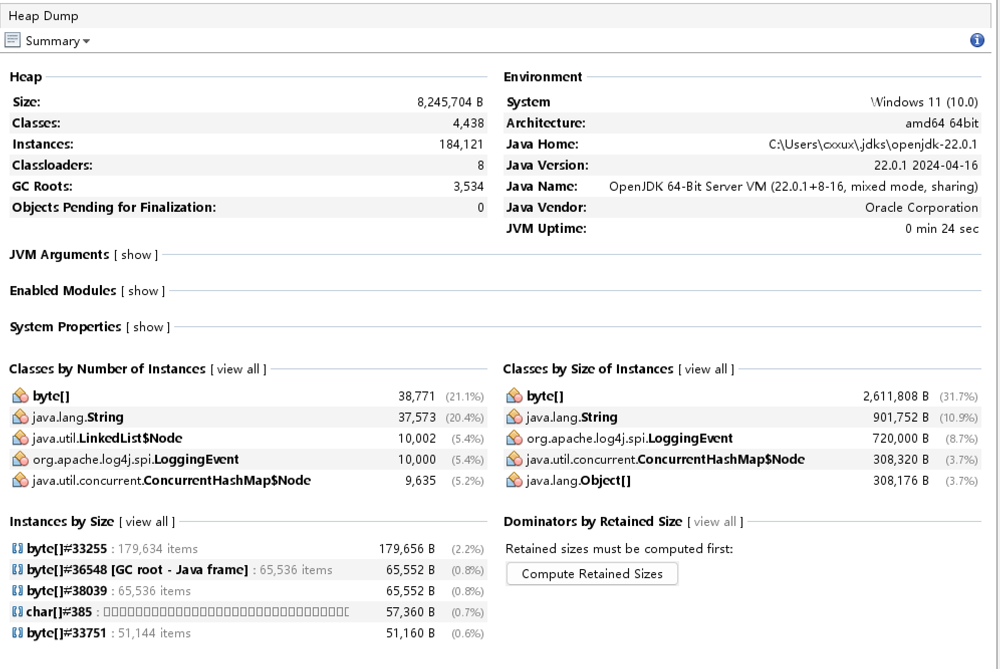 Heap Dump
Summary
Heap
Size: 8,245,704 B
Classes: 4,438
Instances: 184,121
Classloaders: 8
GC Roots: 3,534
Objects Pending for Finalization: 0
Environment
System Windows 11 (10.0)
Architecture: amd64 64bit
Java Home: C:\Users\cxxux\.jdks\openjdk-22.0.1
Java Version: 22.0.1 2024-04-16
Java Name: OpenJDK 64-Bit Server VM (22.0.1+8-16, mixed mode, sharing)
Java Vendor: Oracle Corporation
JVM Uptime: 0 min 24 sec
JVM Arguments [ show ]
Enabled Modules [ show ]
System Properties [ show ]
Classes by Number of Instances [ view all ]
byte[] 38,771 (21.1%)
java.lang.String 37,573 (20.4%)
java.util.LinkedList$Node 10,002 (5.4%)
org.apache.log4j.spi.LoggingEvent 10,000 (5.4%)
java.util.concurrent.ConcurrentHashMap$Node 9,635 (5.2%)
Classes by Size of Instances [ view all ]
byte[] 2,611,808 B (31.7%)
java.lang.String 901,752 B (10.9%)
org.apache.log4j.spi.LoggingEvent 720,000 B (8.7%)
java.util.concurrent.ConcurrentHashMap$Node 308,320 B (3.7%)
java.lang.Object[] 308,176 B (3.7%)
Instances by Size [ view all ]
byte[]#33255 : 179,634 items 179,656 B (2.2%)
byte[]#36548 [GC root - Java frame] : 65,536 items 65,552 B (0.8%)
byte[]#38039 : 65,536 items 65,552 B (0.8%)
char[]#385 : 57,360 B (0.7%)
byte[]#33751 : 51,144 items 51,160 B (0.6%)
Dominators by Retained Size [ view all ]
Retained sizes must be computed first:
Compute Retained Sizes